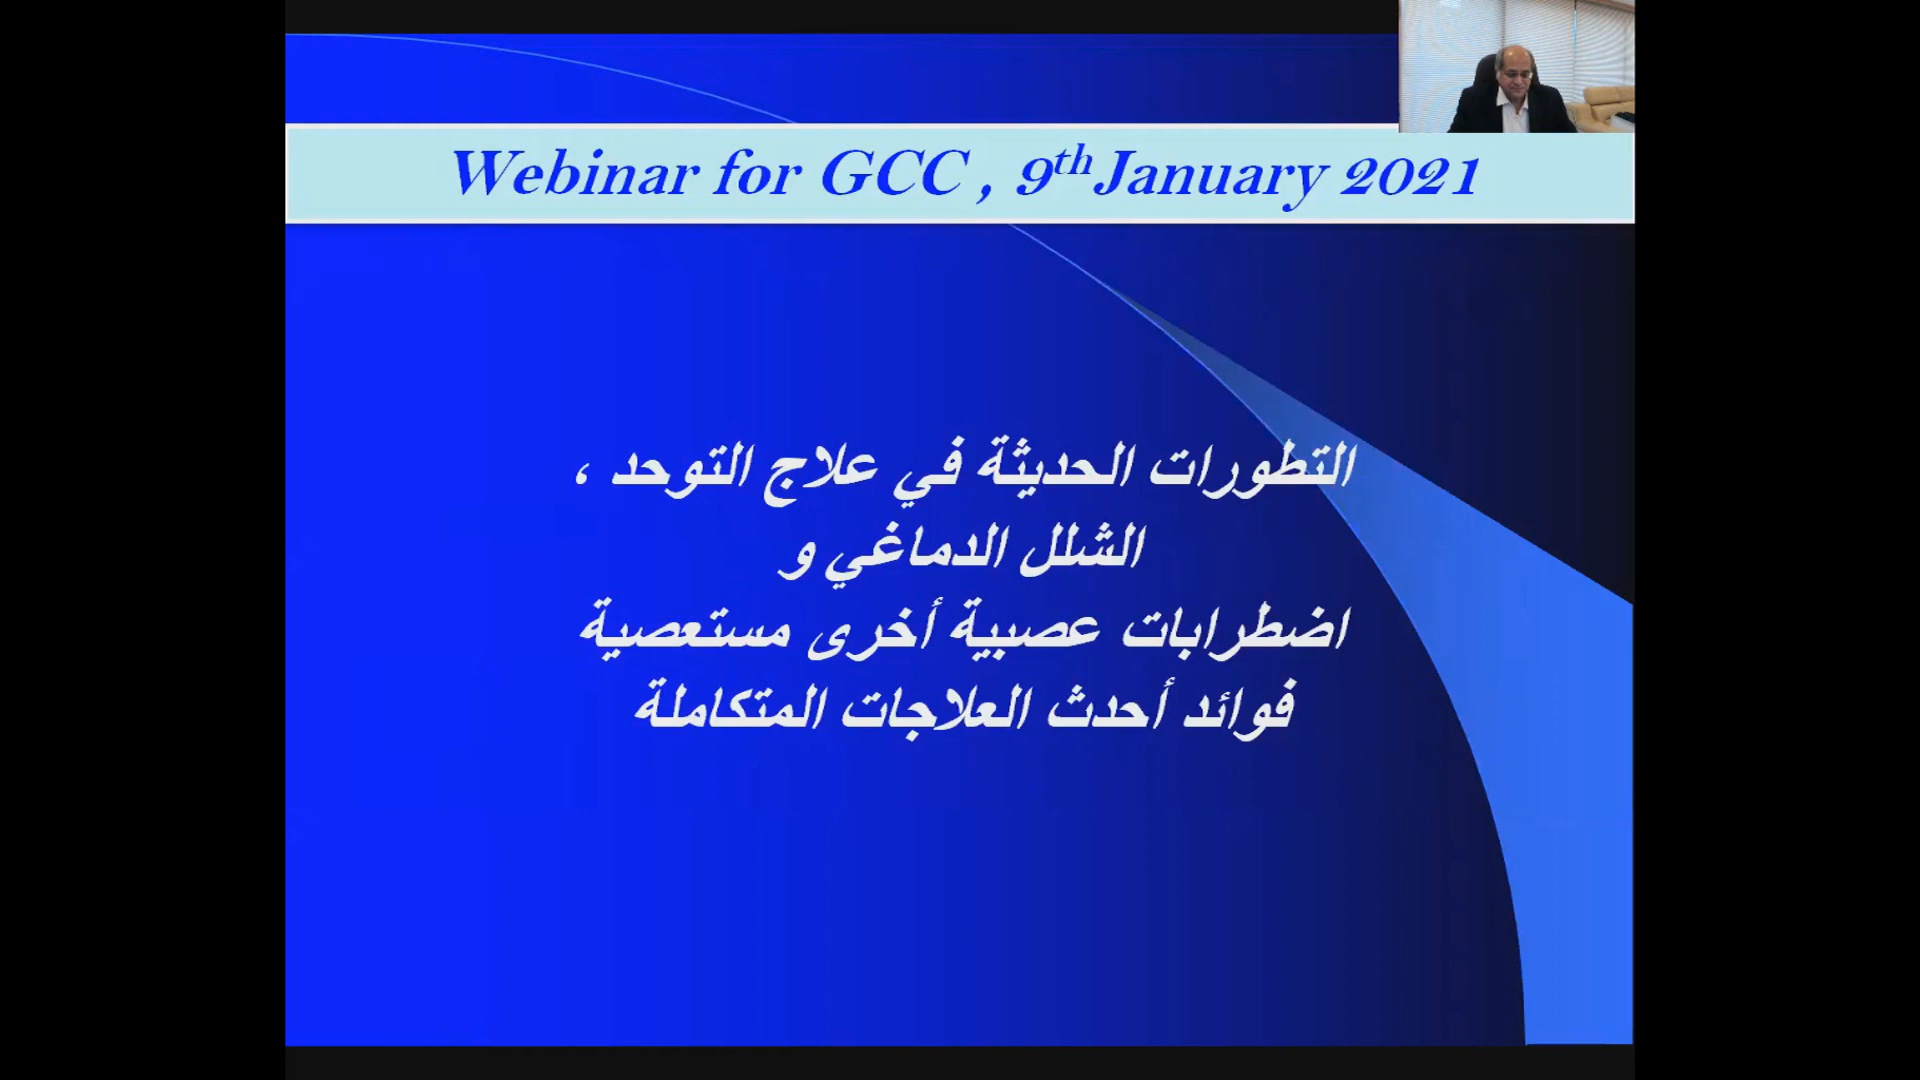 Webinar for GCC , 9th January 2021
التطورات الحديثة في علاج التوحد ،
الشلل الدماغي و
اضطرابات عصبية أخرى مستعصية
فوائد أحدث العلاجات المتكاملة